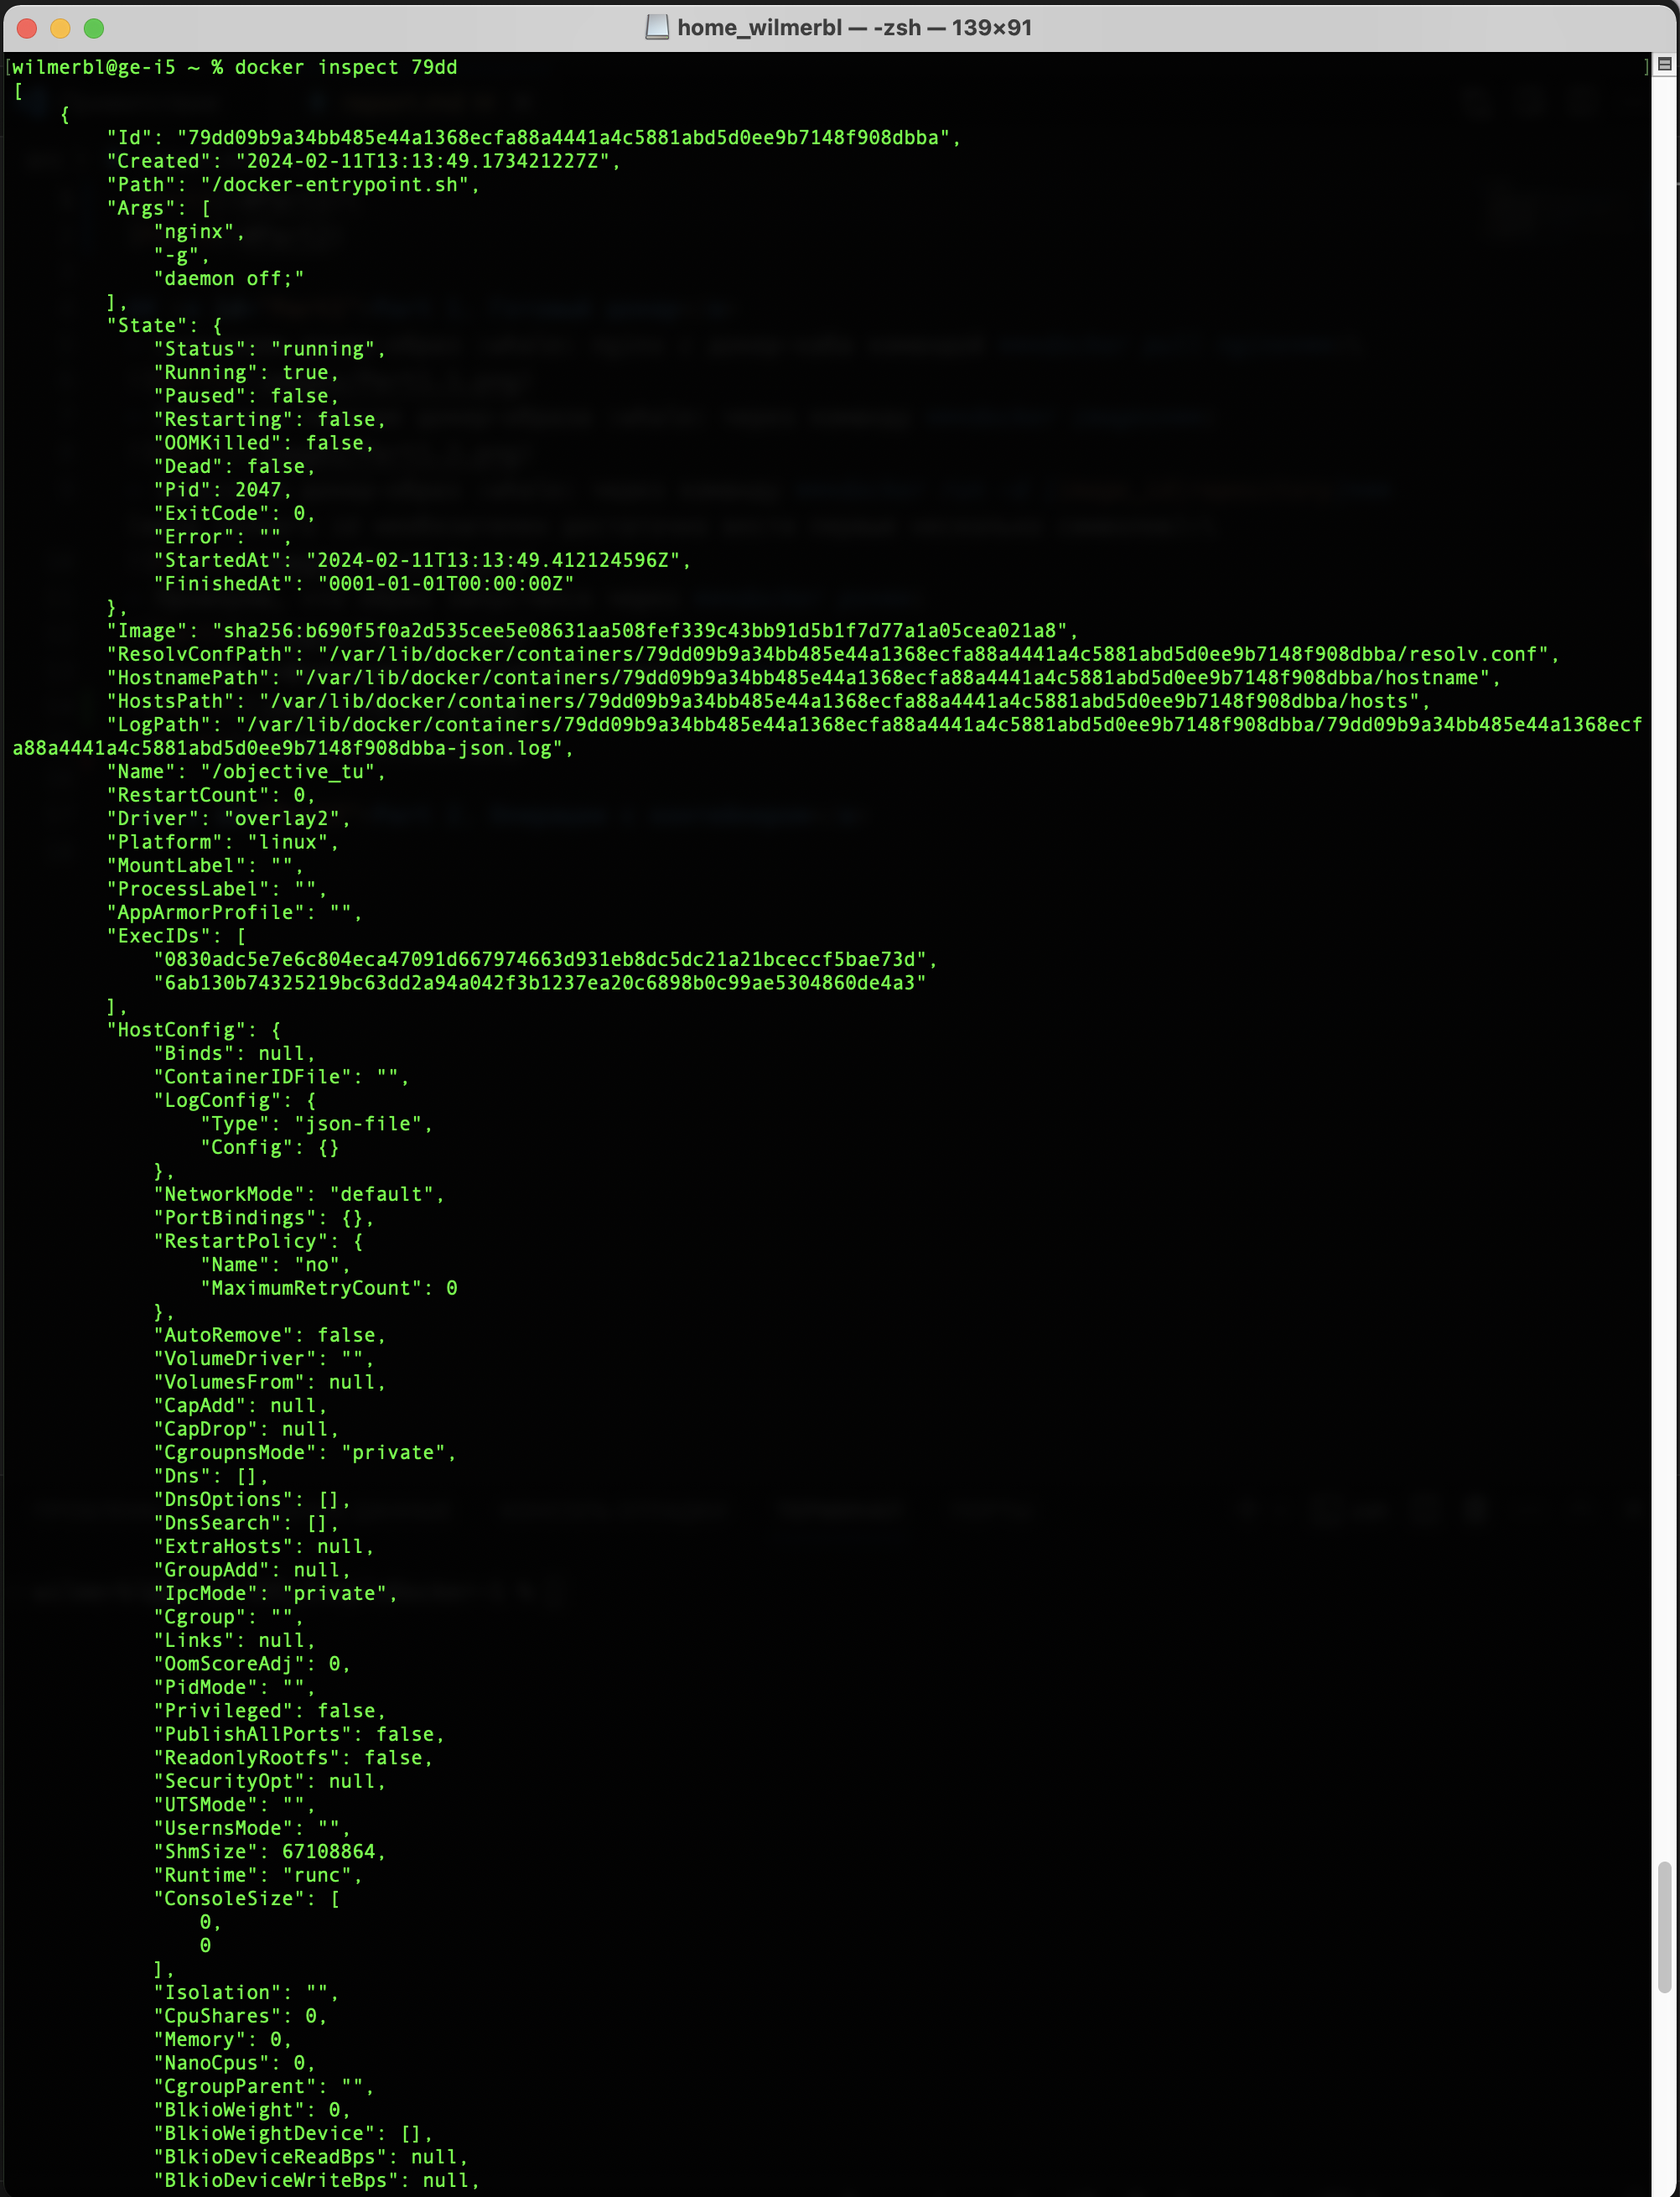 home_wilmerbl — -zsh — 139×91
[wilmerbl@ge-i5 ~ % docker inspect 79dd ]
[
    {
        "Id": "79dd09b9a34bb485e44a1368ecfa88a4441a4c5881abd5d0ee9b7148f908dbba",
        "Created": "2024-02-11T13:13:49.173421227Z",
        "Path": "/docker-entrypoint.sh",
        "Args": [
            "nginx",
            "-g",
            "daemon off;"
        ],
        "State": {
            "Status": "running",
            "Running": true,
            "Paused": false,
            "Restarting": false,
            "OOMKilled": false,
            "Dead": false,
            "Pid": 2047,
            "ExitCode": 0,
            "Error": "",
            "StartedAt": "2024-02-11T13:13:49.412124596Z",
            "FinishedAt": "0001-01-01T00:00:00Z"
        },
        "Image": "sha256:b690f5f0a2d535cee5e08631aa508fef339c43bb91d5b1f7d77a1a05cea021a8",
        "ResolvConfPath": "/var/lib/docker/containers/79dd09b9a34bb485e44a1368ecfa88a4441a4c5881abd5d0ee9b7148f908dbba/resolv.conf",
        "HostnamePath": "/var/lib/docker/containers/79dd09b9a34bb485e44a1368ecfa88a4441a4c5881abd5d0ee9b7148f908dbba/hostname",
        "HostsPath": "/var/lib/docker/containers/79dd09b9a34bb485e44a1368ecfa88a4441a4c5881abd5d0ee9b7148f908dbba/hosts",
        "LogPath": "/var/lib/docker/containers/79dd09b9a34bb485e44a1368ecfa88a4441a4c5881abd5d0ee9b7148f908dbba/79dd09b9a34bb485e44a1368ecf
a88a4441a4c5881abd5d0ee9b7148f908dbba-json.log",
        "Name": "/objective_tu",
        "RestartCount": 0,
        "Driver": "overlay2",
        "Platform": "linux",
        "MountLabel": "",
        "ProcessLabel": "",
        "AppArmorProfile": "",
        "ExecIDs": [
            "0830adc5e7e6c804eca47091d667974663d931eb8dc5dc21a21bceccf5bae73d",
            "6ab130b74325219bc63dd2a94a042f3b1237ea20c6898b0c99ae5304860de4a3"
        ],
        "HostConfig": {
            "Binds": null,
            "ContainerIDFile": "",
            "LogConfig": {
                "Type": "json-file",
                "Config": {}
            },
            "NetworkMode": "default",
            "PortBindings": {},
            "RestartPolicy": {
                "Name": "no",
                "MaximumRetryCount": 0
            },
            "AutoRemove": false,
            "VolumeDriver": "",
            "VolumesFrom": null,
            "CapAdd": null,
            "CapDrop": null,
            "CgroupnsMode": "private",
            "Dns": [],
            "DnsOptions": [],
            "DnsSearch": [],
            "ExtraHosts": null,
            "GroupAdd": null,
            "IpcMode": "private",
            "Cgroup": "",
            "Links": null,
            "OomScoreAdj": 0,
            "PidMode": "",
            "Privileged": false,
            "PublishAllPorts": false,
            "ReadonlyRootfs": false,
            "SecurityOpt": null,
            "UTSMode": "",
            "UsernsMode": "",
            "ShmSize": 67108864,
            "Runtime": "runc",
            "ConsoleSize": [
                0,
                0
            ],
            "Isolation": "",
            "CpuShares": 0,
            "Memory": 0,
            "NanoCpus": 0,
            "CgroupParent": "",
            "BlkioWeight": 0,
            "BlkioWeightDevice": [],
            "BlkioDeviceReadBps": null,
            "BlkioDeviceWriteBps": null,